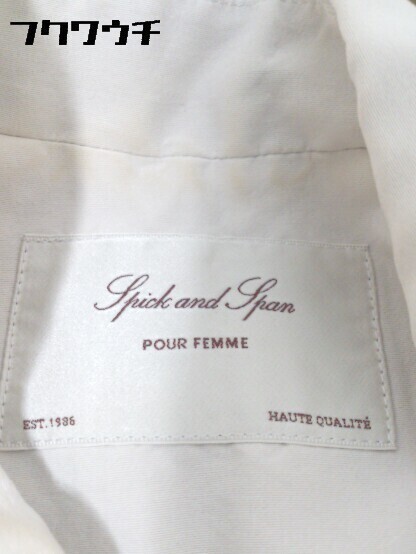 フクワウチ
Spick and Span
POUR FEMME
EST.1986
HAUTE QUALITÉ